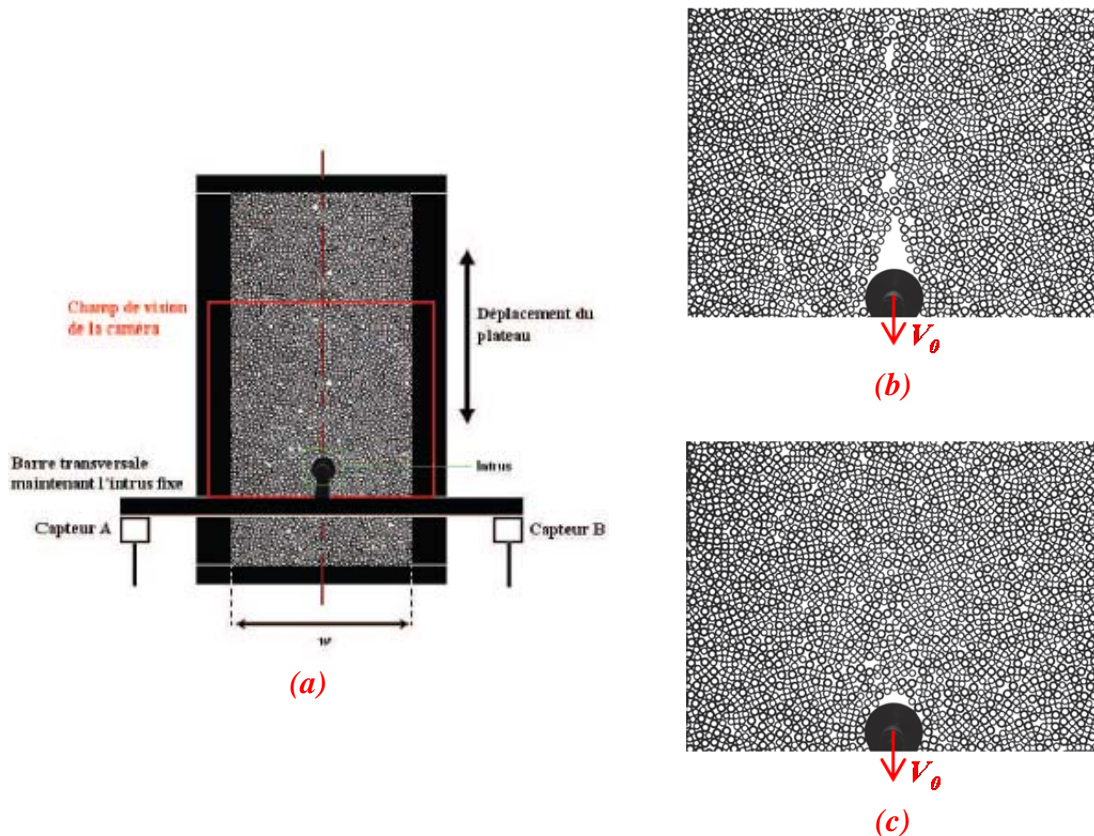 Champ de vision
de la caméra
Déplacement du
plateau
Barre transversale
maintenant l'intrus fixe
Intrus
Capteur A
Capteur B
w
(a)
V₀
(b)
V₀
(c)